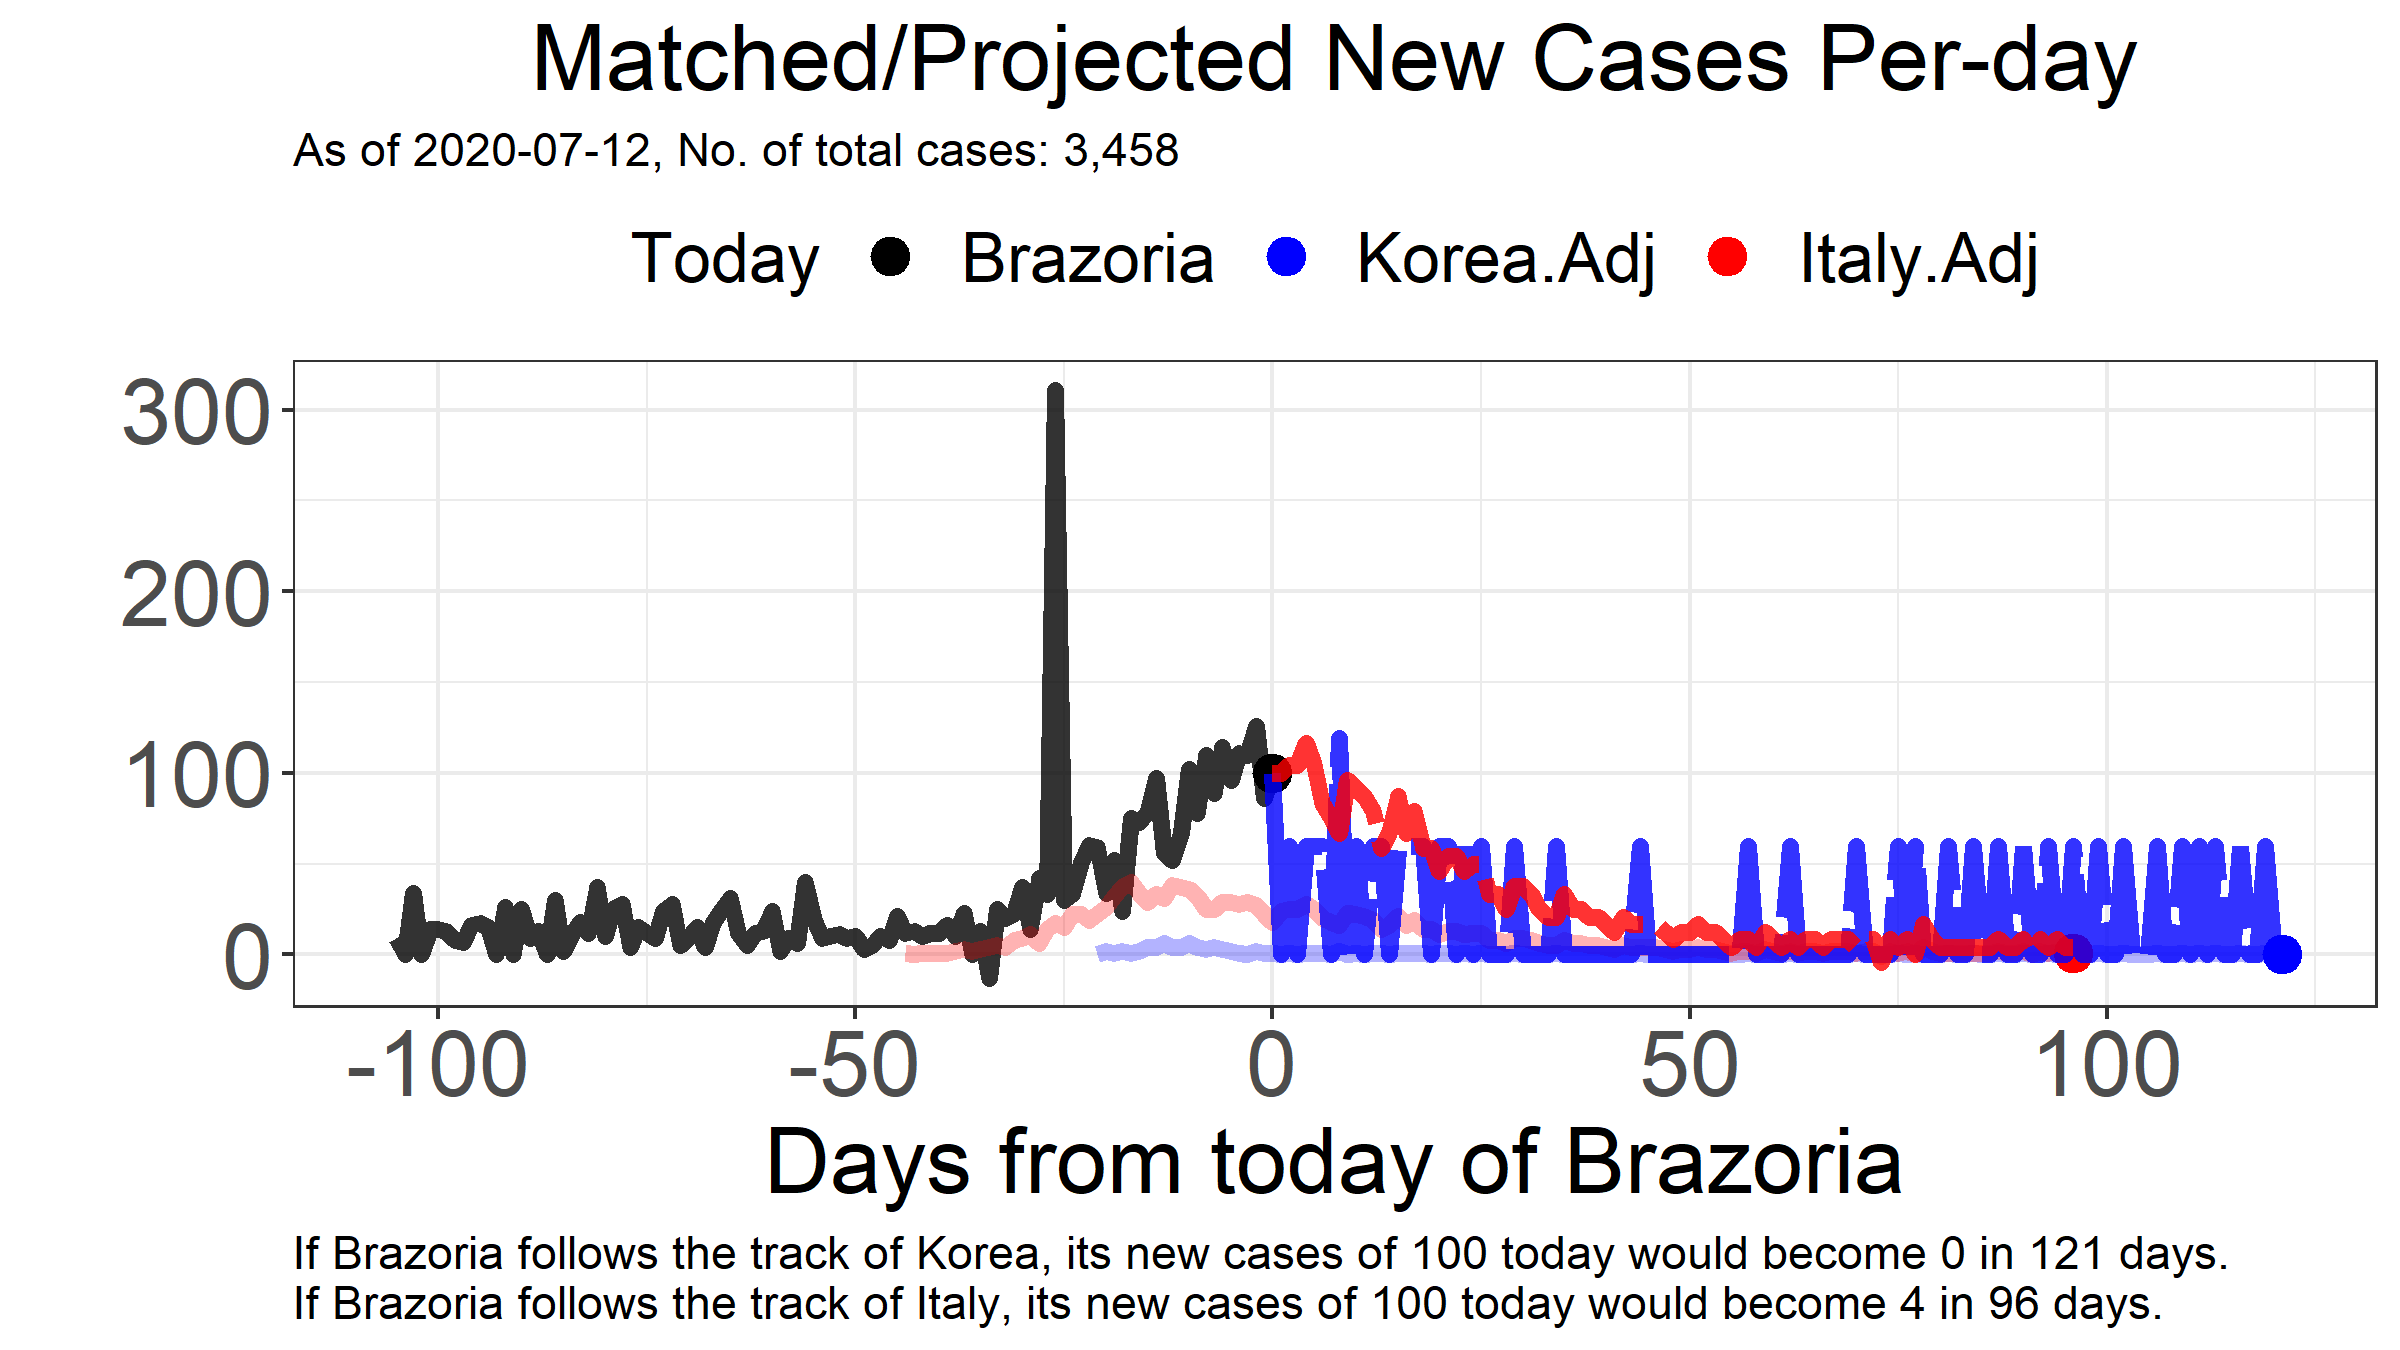 Matched/Projected New Cases Per-day
As of 2020-07-12, No. of total cases: 3,458
Today Brazoria Korea.Adj Italy.Adj
300
200
100
0
-100 -50 0 50 100
Days from today of Brazoria
If Brazoria follows the track of Korea, its new cases of 100 today would become 0 in 121 days.
If Brazoria follows the track of Italy, its new cases of 100 today would become 4 in 96 days.